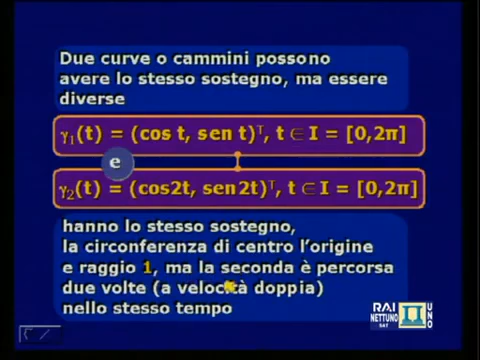 Due curve o cammini possono
avere lo stesso sostegno, ma essere
diverse
γ₁(t) = (cos t, sen t)ᵀ, t ∈ I = [0,2π]
e
γ₂(t) = (cos2t, sen2t)ᵀ, t ∈ I = [0,2π]
hanno lo stesso sostegno,
la circonferenza di centro l'origine
e raggio 1, ma la seconda è percorsa
due volte (a velocità doppia)
nello stesso tempo
RAI
NETTUNO
SAT
UNO